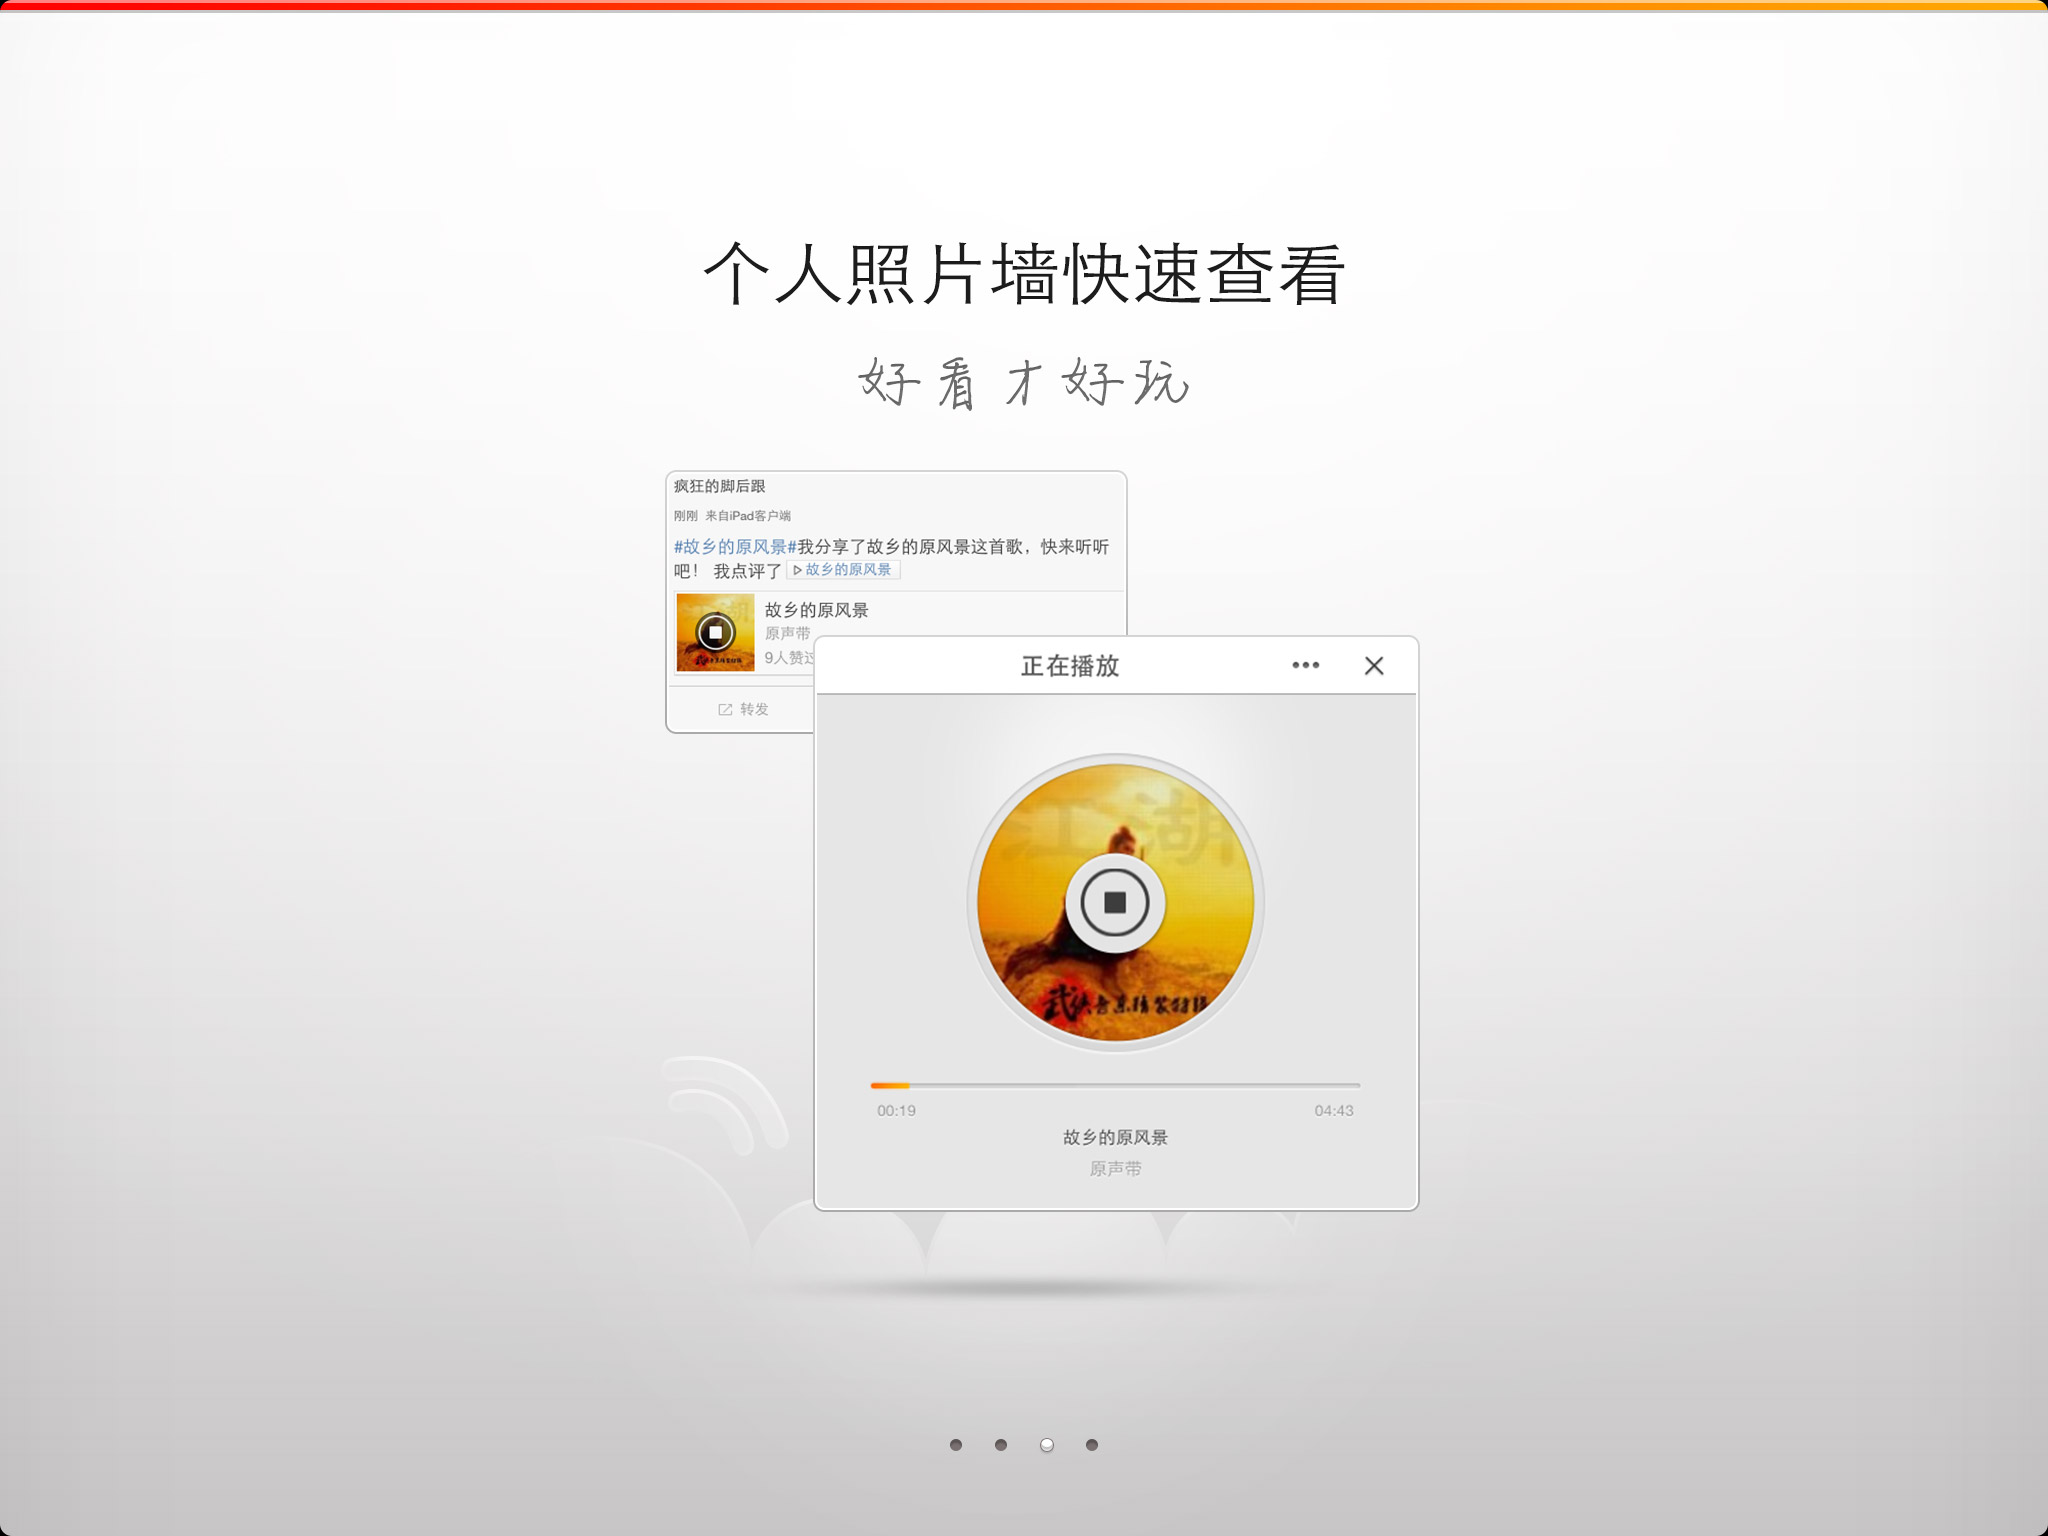 个人照片墙快速查看
好看才好玩
疯狂的脚后跟
刚刚 来自iPad客户端
#故乡的原风景#我分享了故乡的原风景这首歌，快来听听
吧！ 我点评了 故乡的原风景
故乡的原风景
原声带
9人赞过
转发
正在播放
江湖
武侠音乐精装特辑
00:19
04:43
故乡的原风景
原声带